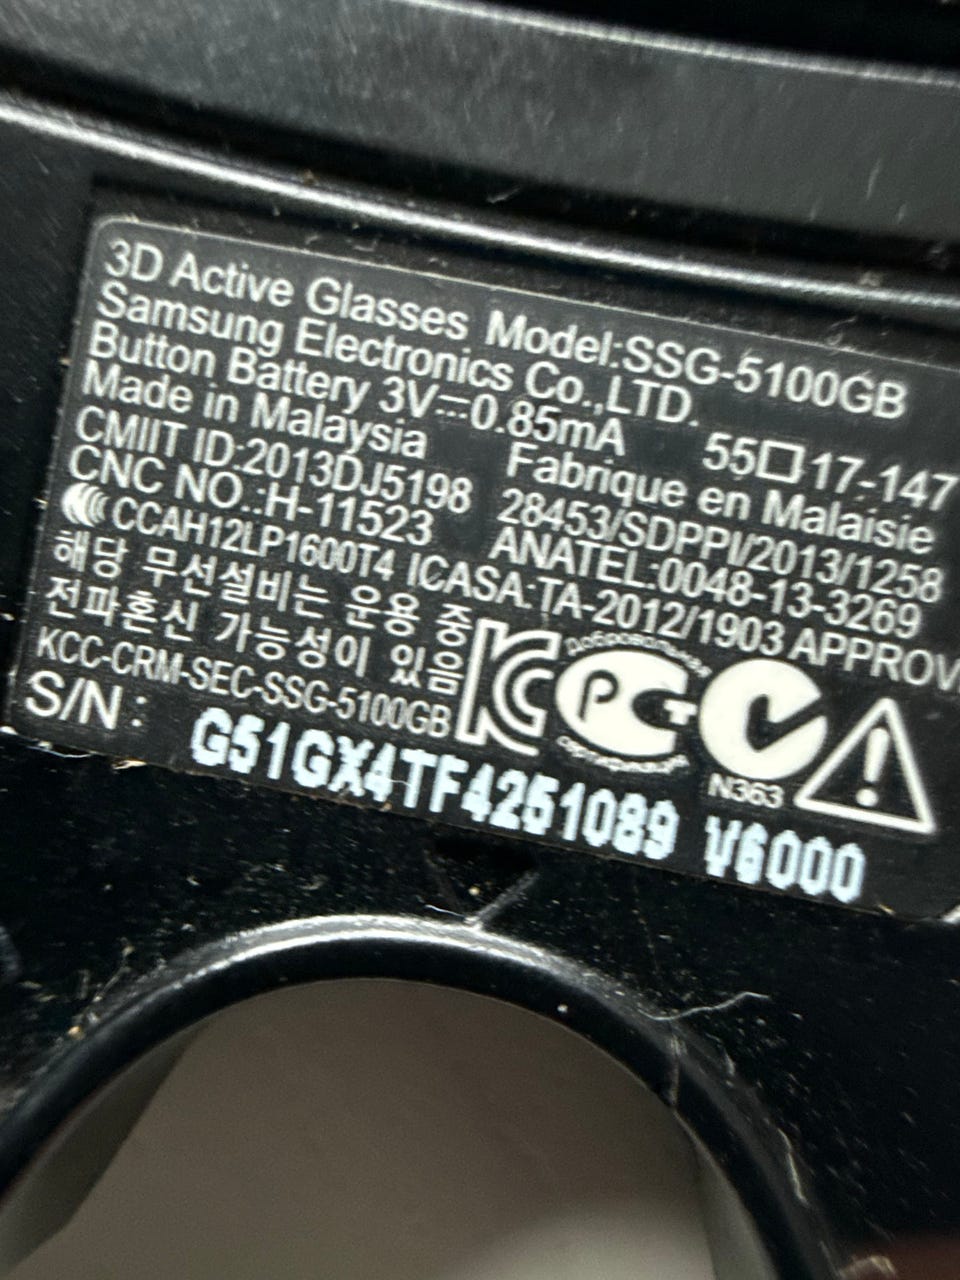 3D Active Glasses Model:SSG-5100GB
Samsung Electronics Co.,LTD.
Button Battery 3V⎓0.85mA 55□17-147
Made in Malaysia Fabrique en Malaisie
CMIIT ID:2013DJ5198 28453/SDPPI/2013/1258
CNC NO.:H-11523 ANATEL:0048-13-3269
CCAH12LP1600T4 ICASA:TA-2012/1903 APPROV
해당 무선설비는 운용 중
전파혼신 가능성이 있음
KCC-CRM-SEC-SSG-5100GB
N363
S/N: G51GX4TF4251089 V6000